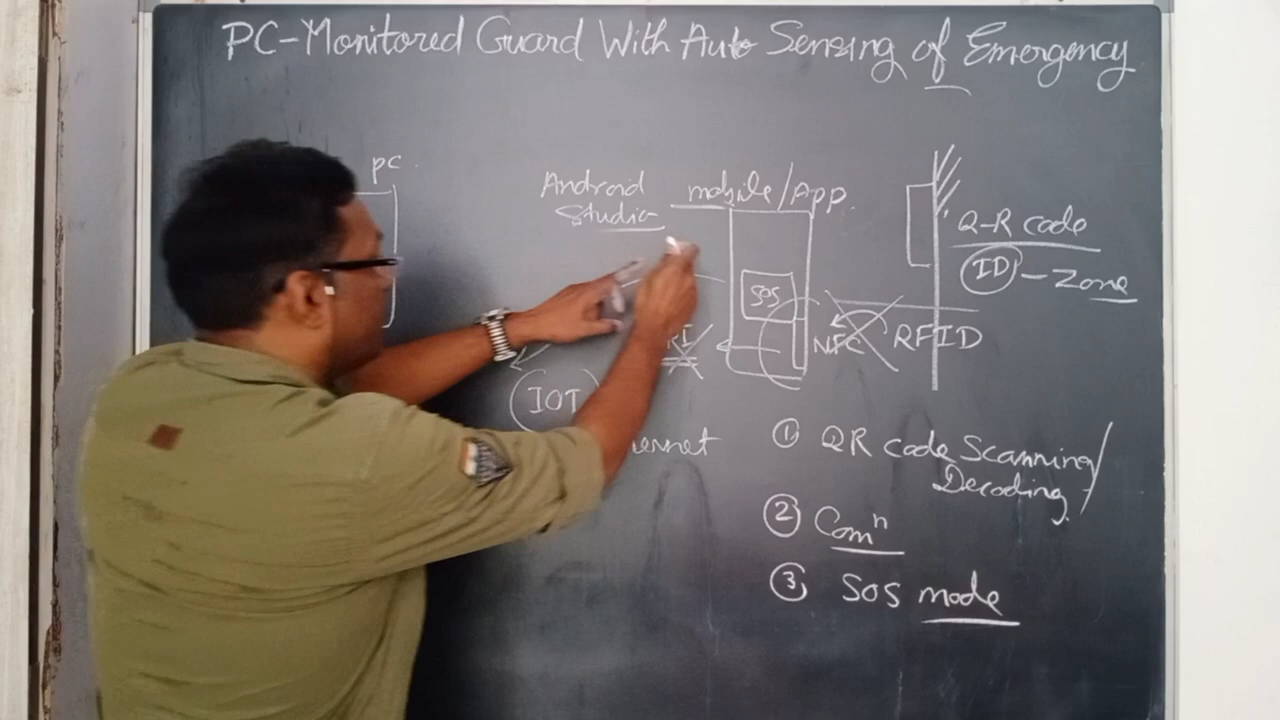 PC-Monitored Guard With Auto Sensing of Emergency
PC
Android
Studio
mobile/App.
Q-R code
ID - Zone
SOS
NFC
RFID
IOT
① QR code Scanning/
Decoding
② Comⁿ
③ SOS mode